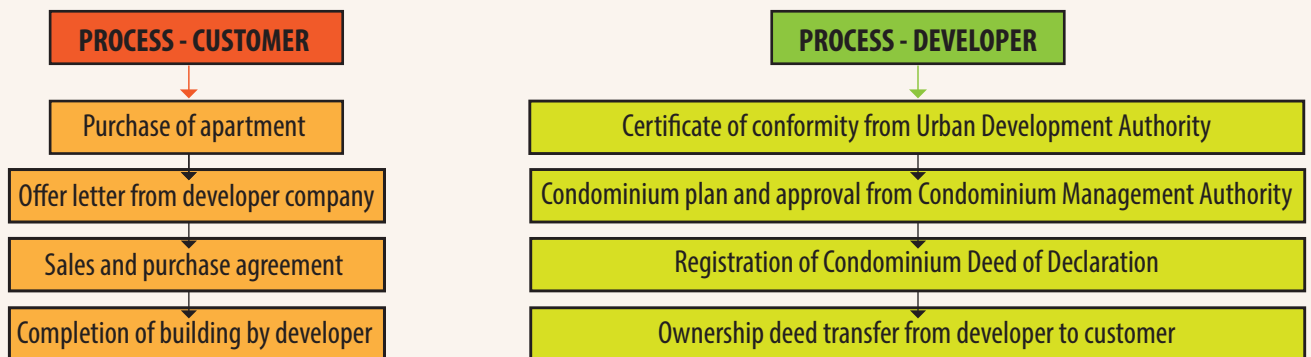 PROCESS - CUSTOMER
Purchase of apartment
Offer letter from developer company
Sales and purchase agreement
Completion of building by developer
PROCESS - DEVELOPER
Certificate of conformity from Urban Development Authority
Condominium plan and approval from Condominium Management Authority
Registration of Condominium Deed of Declaration
Ownership deed transfer from developer to customer